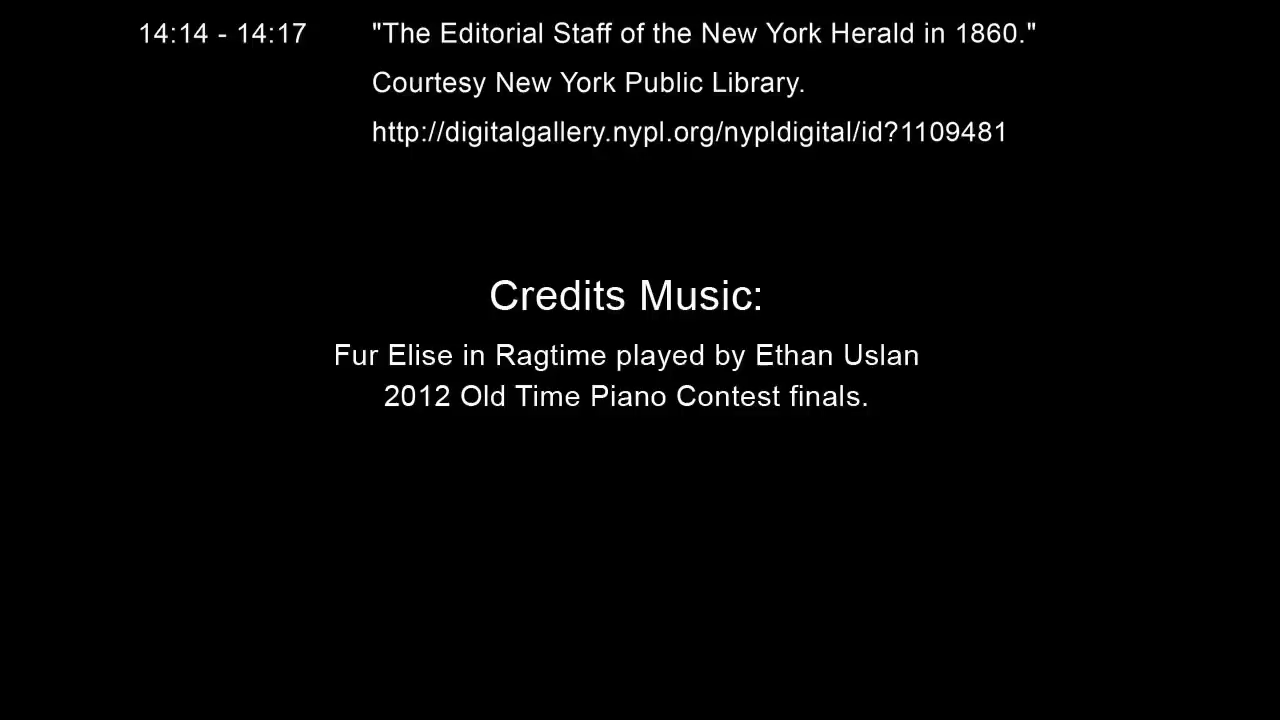 14:14 - 14:17 "The Editorial Staff of the New York Herald in 1860."
Courtesy New York Public Library.
http://digitalgallery.nypl.org/nypldigital/id?1109481
Credits Music:
Fur Elise in Ragtime played by Ethan Uslan
2012 Old Time Piano Contest finals.